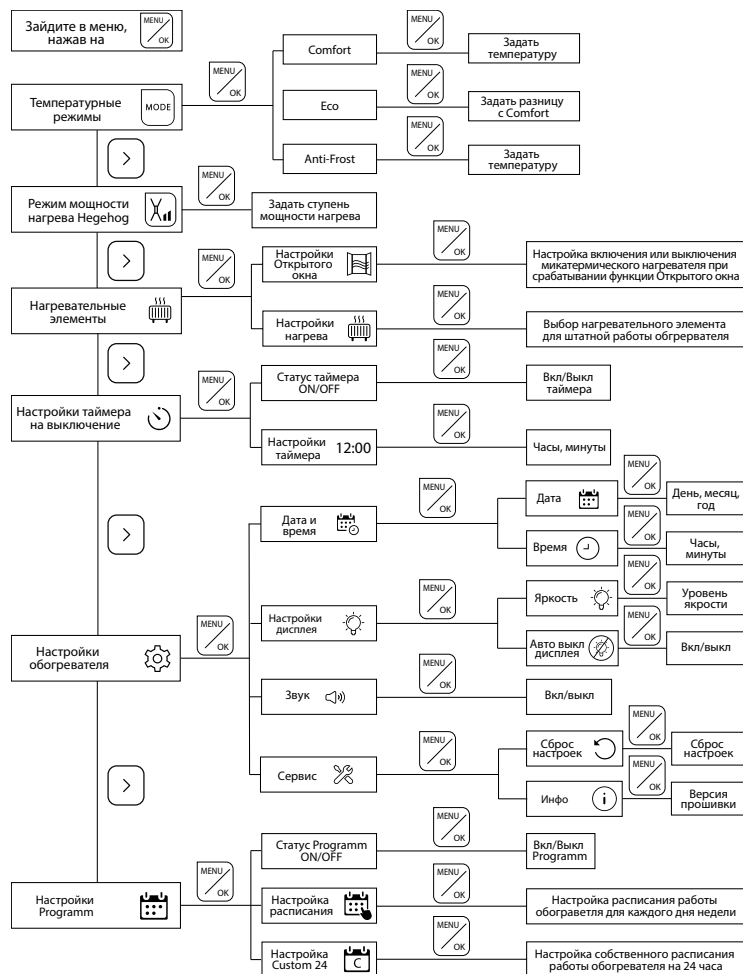 Зайдите в меню,
нажав на
MENU
OK
Температурные
режимы
MODE
MENU
OK
Comfort
MENU
OK
Задать
температуру
Eco
MENU
OK
Задать разницу
с Comfort
Anti-Frost
MENU
OK
Задать
температуру
>
Режим мощности
нагрева Hegehog
MENU
OK
Задать ступень
мощности нагрева
>
Нагревательные
элементы
MENU
OK
Настройки
Открытого
окна
MENU
OK
Настройка включения или выключения
микатермического нагревателя при
срабатывании функции Открытого окна
Настройки
нагрева
MENU
OK
Выбор нагревательного элемента
для штатной работы обгрервателя
>
Настройки таймера
на выключение
MENU
OK
Статус таймера
ON/OFF
MENU
OK
Вкл/Выкл
таймера
Настройки
таймера
12:00
MENU
OK
Часы, минуты
>
Настройки
обогревателя
MENU
OK
Дата и
время
MENU
OK
Дата
MENU
OK
День, месяц,
год
Время
MENU
OK
Часы,
минуты
Настройки
дисплея
MENU
OK
Яркость
MENU
OK
Уровень
якрости
Авто выкл
дисплея
MENU
OK
Вкл/выкл
Звук
MENU
OK
Вкл/выкл
Сервис
MENU
OK
Сброс
настроек
MENU
OK
Сброс
настроек
Инфо
i
MENU
OK
Версия
прошивки
>
Настройки
Programm
MENU
OK
Статус Programm
ON/OFF
MENU
OK
Вкл/Выкл
Programm
Настройка
расписания
MENU
OK
Настройка расписания работы
обограветля для каждого дня недели
Настройка
Custom 24
C
MENU
OK
Настройка собственного расписания
работы обогревателя на 24 часа